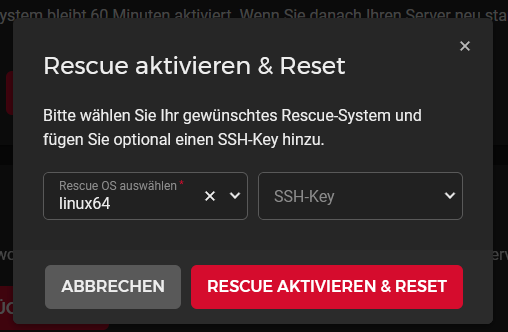 ystem bleibt 60 Minuten aktiviert. Wenn Sie danach Ihren Server neu sta
Rescue aktivieren & Reset
Bitte wählen Sie Ihr gewünschtes Rescue-System und
fügen Sie optional einen SSH-Key hinzu.
Rescue OS auswählen *
linux64
SSH-Key
ABBRECHEN
RESCUE AKTIVIEREN & RESET